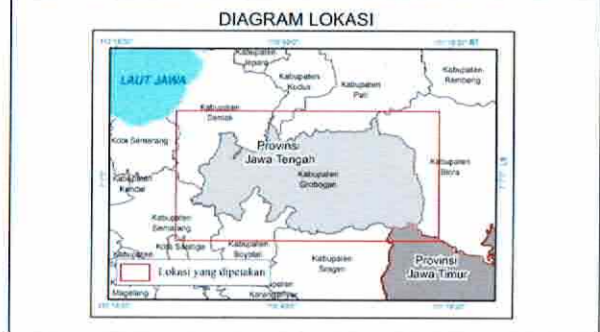 DIAGRAM LOKASI
LAUT JAWA
Kabupaten
Jepara
Kabupaten
Kudus
Kabupaten
Pati
Kabupaten
Rembang
Kabupaten
Demak
Kota Semarang
Provinsi
Jawa Tengah
Kabupaten
Grobogan
Kabupaten
Blora
Kabupaten
Kendal
Kabupaten
Semarang
Kota Salatiga
Kabupaten
Boyolali
Kabupaten
Sragen
Provinsi
Jawa Timur
Lokasi yang dipetakan
Magelang
Karanganyar